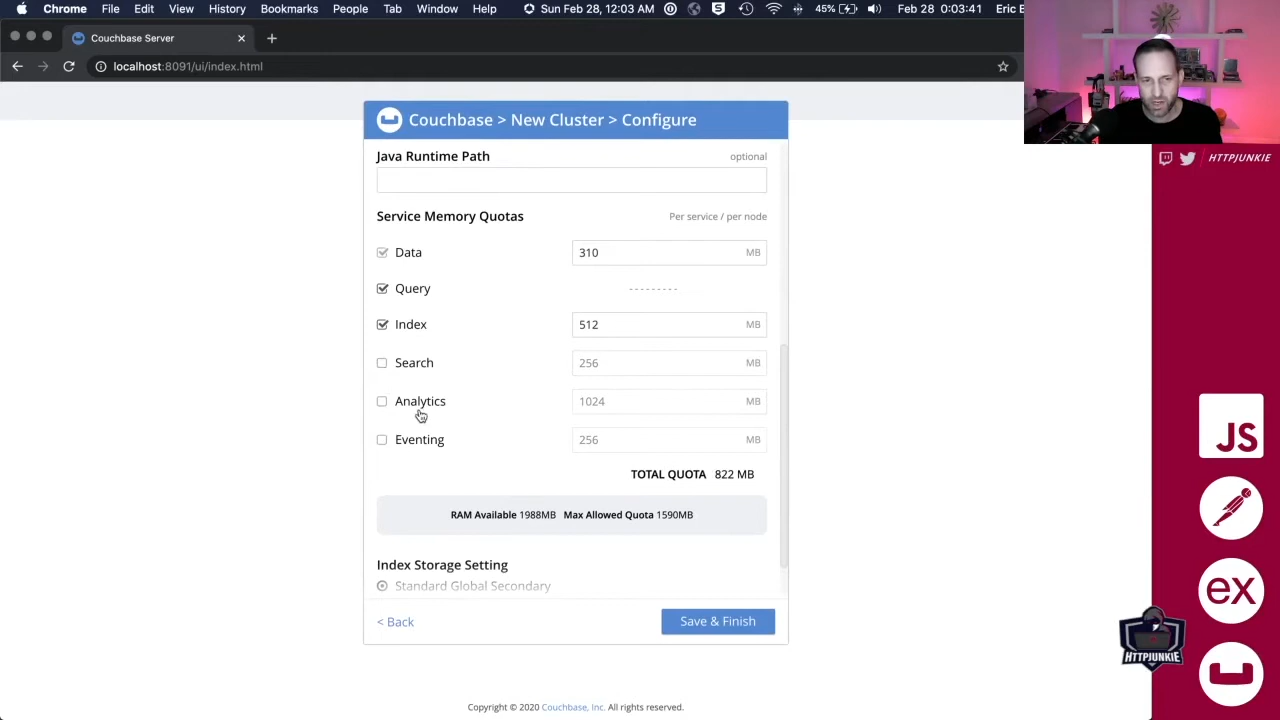 Chrome File Edit View History Bookmarks People Tab Window Help Sun Feb 28, 12:03 AM 45% Feb 28 0:03:41 Eric B
Couchbase Server
localhost:8091/ui/index.html
Couchbase > New Cluster > Configure
HTTPJUNKIE
Java Runtime Path optional
Service Memory Quotas Per service / per node
Data 310 MB
Query ---------
Index 512 MB
Search 256 MB
Analytics 1024 MB
Eventing 256 MB
TOTAL QUOTA 822 MB
RAM Available 1988MB Max Allowed Quota 1590MB
Index Storage Setting
Standard Global Secondary
< Back Save & Finish
Copyright © 2020 Couchbase, Inc. All rights reserved.
JS
ex
HTTPJUNKIE